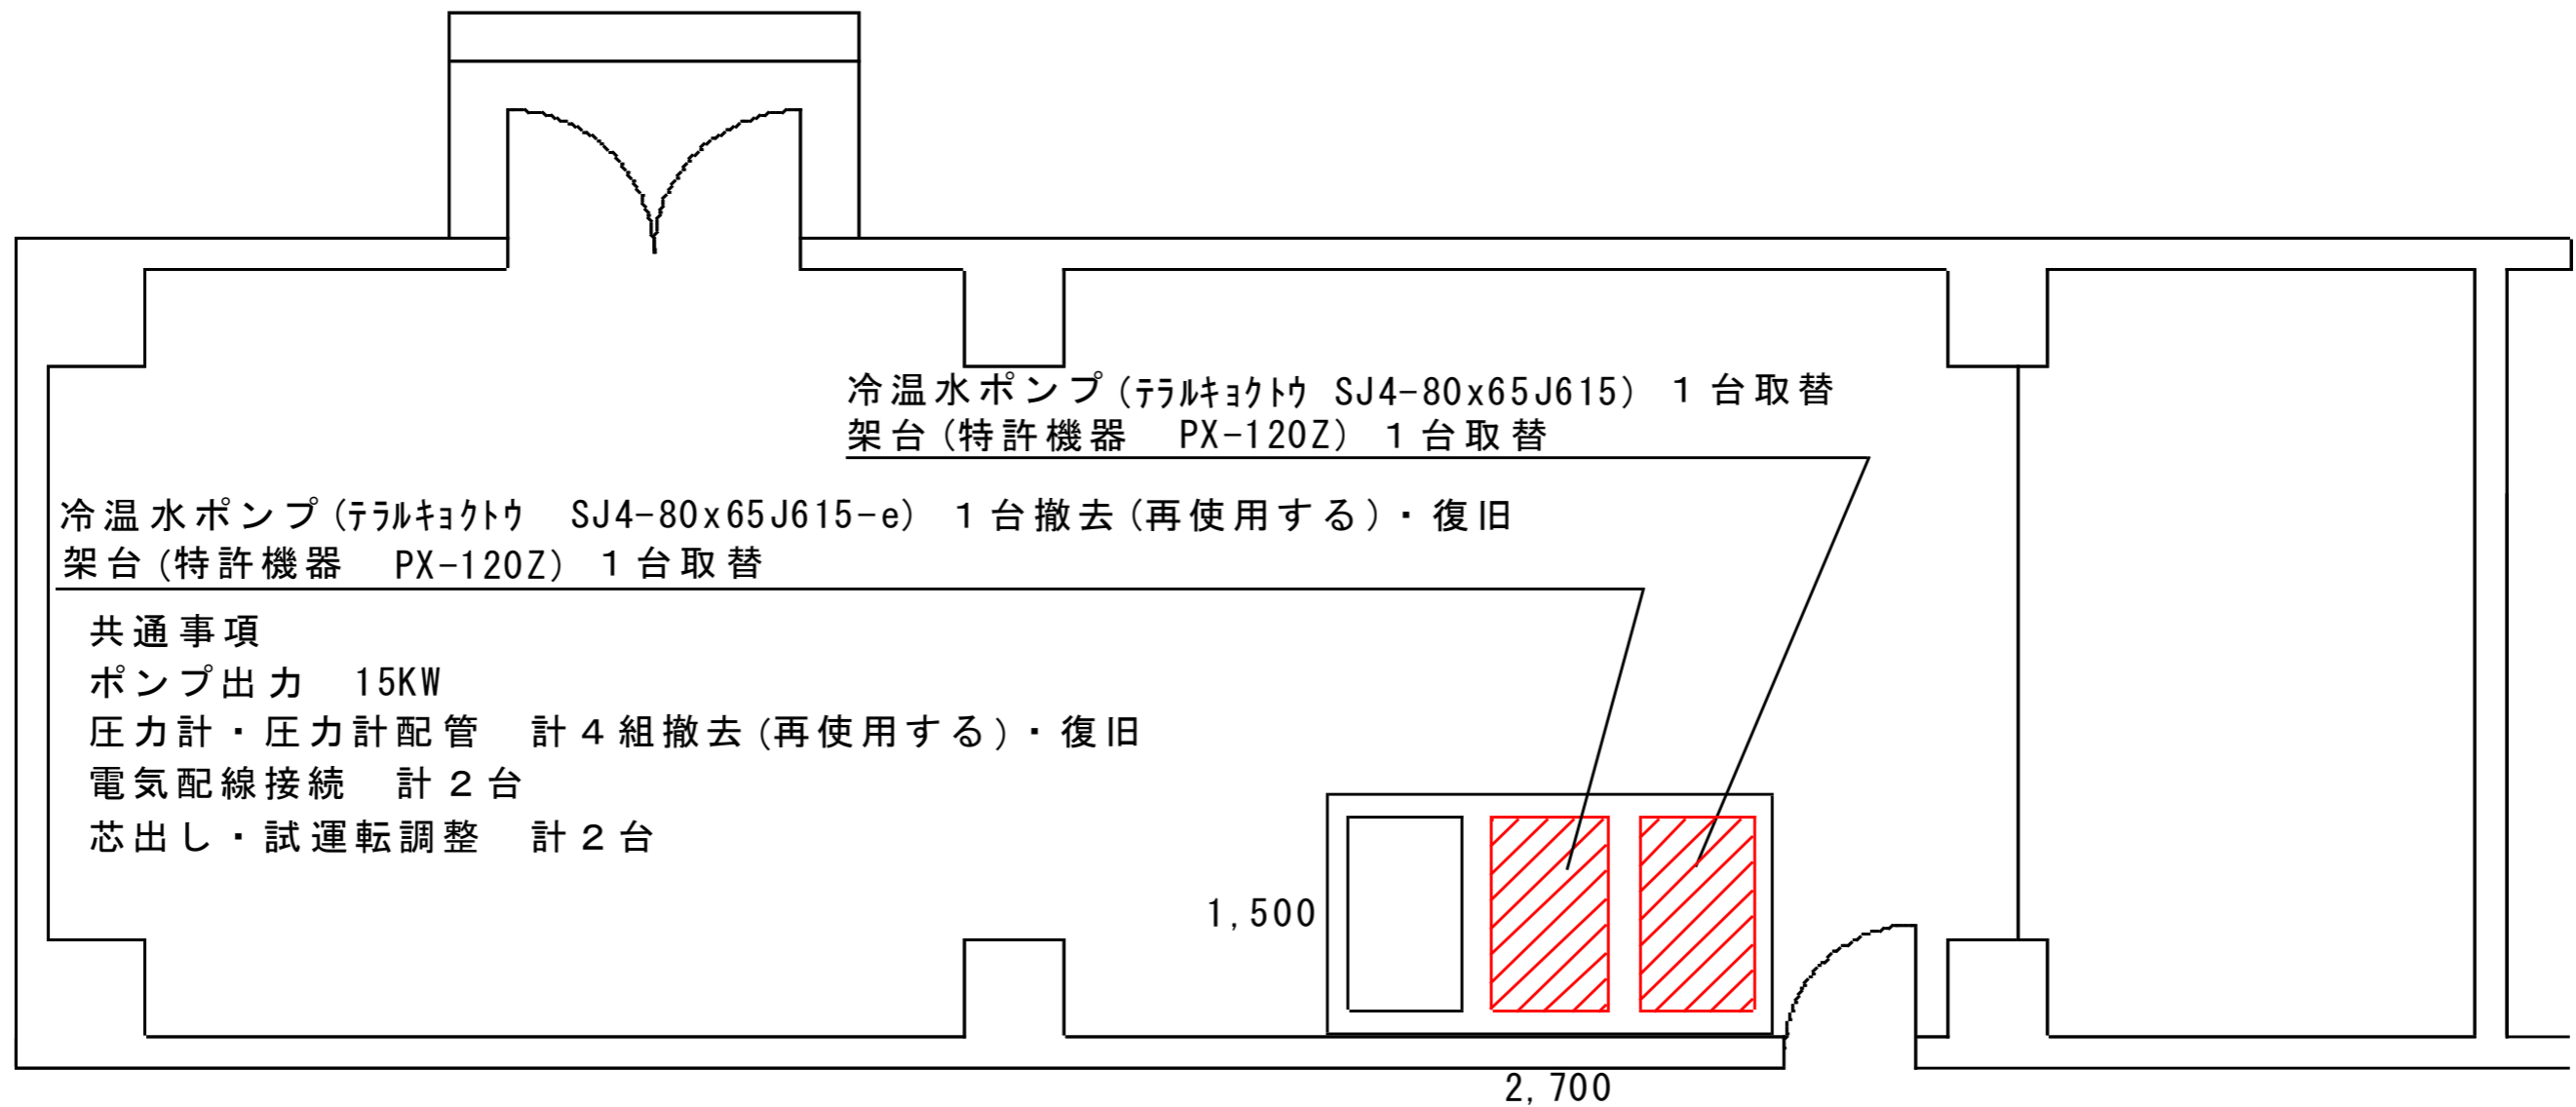 冷温水ポンプ(ﾃﾗﾙｷｮｸﾄｳ SJ4-80x65J615) 1台取替
架台(特許機器　PX-120Z) 1台取替
冷温水ポンプ(ﾃﾗﾙｷｮｸﾄｳ　SJ4-80x65J615-e) 1台撤去(再使用する)・復旧
架台(特許機器　PX-120Z) 1台取替
共通事項
ポンプ出力　15KW
圧力計・圧力計配管　計４組撤去(再使用する)・復旧
電気配線接続　計２台
芯出し・試運転調整　計２台
1,500
2,700